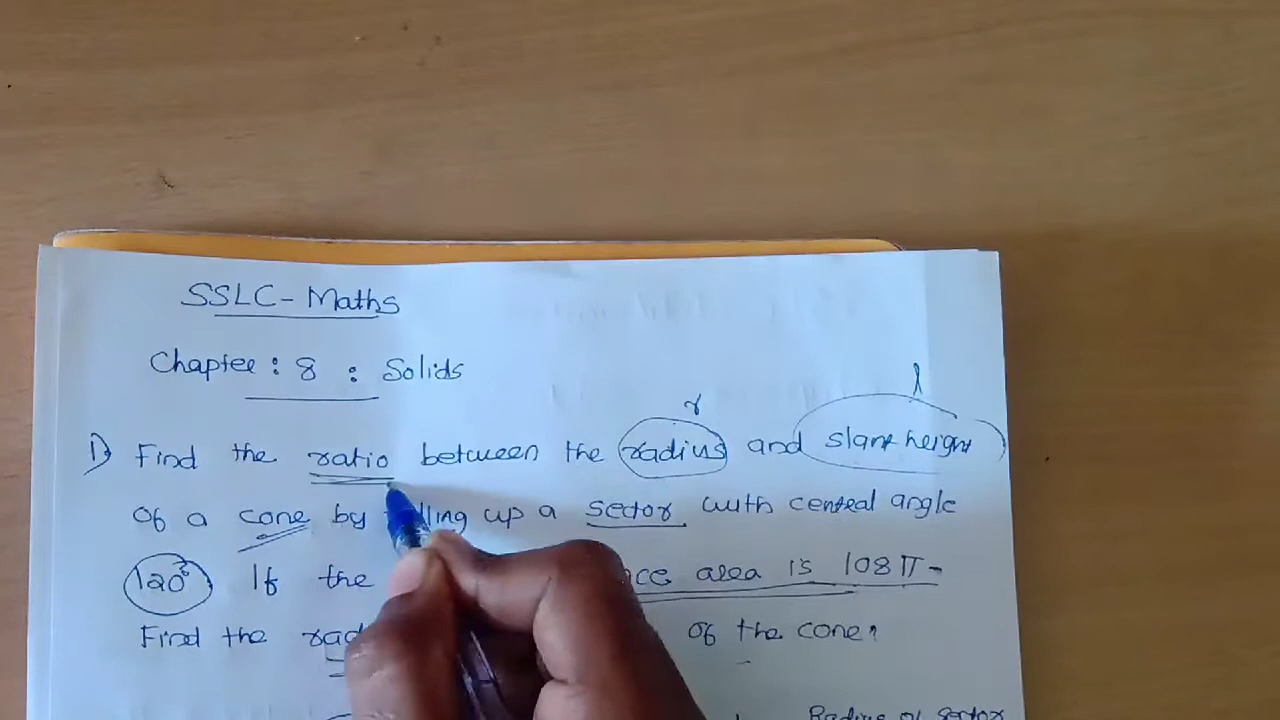 SSLC - Maths
Chapter : 8 : Solids
r l
1) Find the ratio between the radius and slant height
of a cone by up a sector with central angle
120° If the area is 108π -
Find the of the cone?
Radius of sector